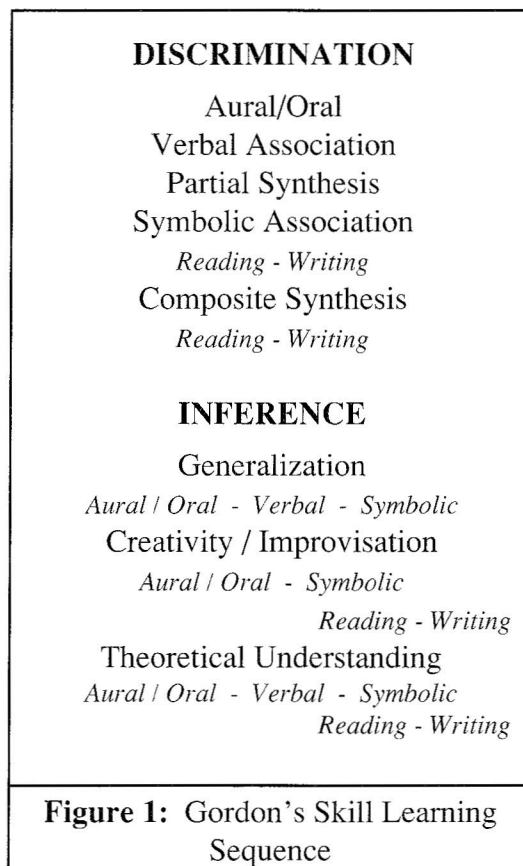 DISCRIMINATION
Aural/Oral
Verbal Association
Partial Synthesis
Symbolic Association
Reading - Writing
Composite Synthesis
Reading - Writing
INFERENCE
Generalization
Aural / Oral - Verbal - Symbolic
Creativity / Improvisation
Aural / Oral - Symbolic
Reading - Writing
Theoretical Understanding
Aural / Oral - Verbal - Symbolic
Reading - Writing
Figure 1: Gordon's Skill Learning
Sequence